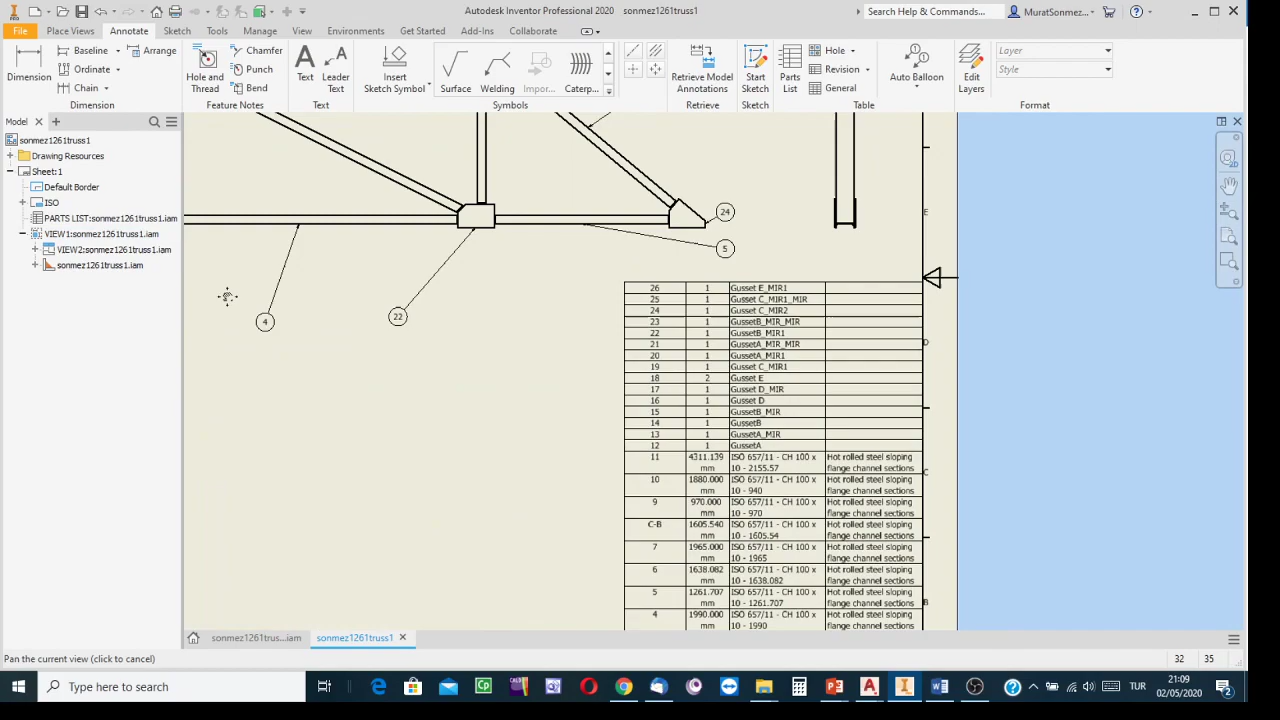 Autodesk Inventor Professional 2020 sonmez1261truss1
Search Help & Commands...
MuratSonmez...
File
Place Views
Annotate
Sketch
Tools
Manage
View
Environments
Get Started
Add-Ins
Collaborate
Dimension
Baseline
Ordinate
Chain
Arrange
Dimension
Hole and Thread
Chamfer
Punch
Bend
Feature Notes
Text
Leader Text
Text
Insert Sketch Symbol
Surface
Welding
Impor...
Caterp...
Symbols
Retrieve Model Annotations
Retrieve
Start Sketch
Sketch
Parts List
Hole
Revision
General
Auto Balloon
Table
Edit Layers
Layer
Style
Format
Model
sonmez1261truss1
Drawing Resources
Sheet:1
Default Border
ISO
PARTS LIST:sonmez1261truss1.iam
VIEW1:sonmez1261truss1.iam
VIEW2:sonmez1261truss1.iam
sonmez1261truss1.iam
24
5
4
22
E
D
C
B
26 1 Gusset E_MIR1
25 1 Gusset C_MIR1_MIR
24 1 Gusset C_MIR2
23 1 GussetB_MIR_MIR
22 1 GussetB_MIR1
21 1 GussetA_MIR_MIR
20 1 GussetA_MIR1
19 1 Gusset C_MIR1
18 2 Gusset E
17 1 Gusset D_MIR
16 1 Gusset D
15 1 GussetB_MIR
14 1 GussetB
13 1 GussetA_MIR
12 1 GussetA
11 4311.139 ISO 657/11 - CH 100 x Hot rolled steel sloping
mm 10 - 2155.57 flange channel sections
10 1880.000 ISO 657/11 - CH 100 x Hot rolled steel sloping
mm 10 - 940 flange channel sections
9 970.000 ISO 657/11 - CH 100 x Hot rolled steel sloping
mm 10 - 970 flange channel sections
C-B 1605.540 ISO 657/11 - CH 100 x Hot rolled steel sloping
mm 10 - 1605.54 flange channel sections
7 1965.000 ISO 657/11 - CH 100 x Hot rolled steel sloping
mm 10 - 1965 flange channel sections
6 1638.082 ISO 657/11 - CH 100 x Hot rolled steel sloping
mm 10 - 1638.082 flange channel sections
5 1261.707 ISO 657/11 - CH 100 x Hot rolled steel sloping
mm 10 - 1261.707 flange channel sections
4 1990.000 ISO 657/11 - CH 100 x Hot rolled steel sloping
mm 10 - 1990 flange channel sections
sonmez1261trus...iam
sonmez1261truss1
Pan the current view (click to cancel)
32 35
Type here to search
TUR
21:09
02/05/2020
2